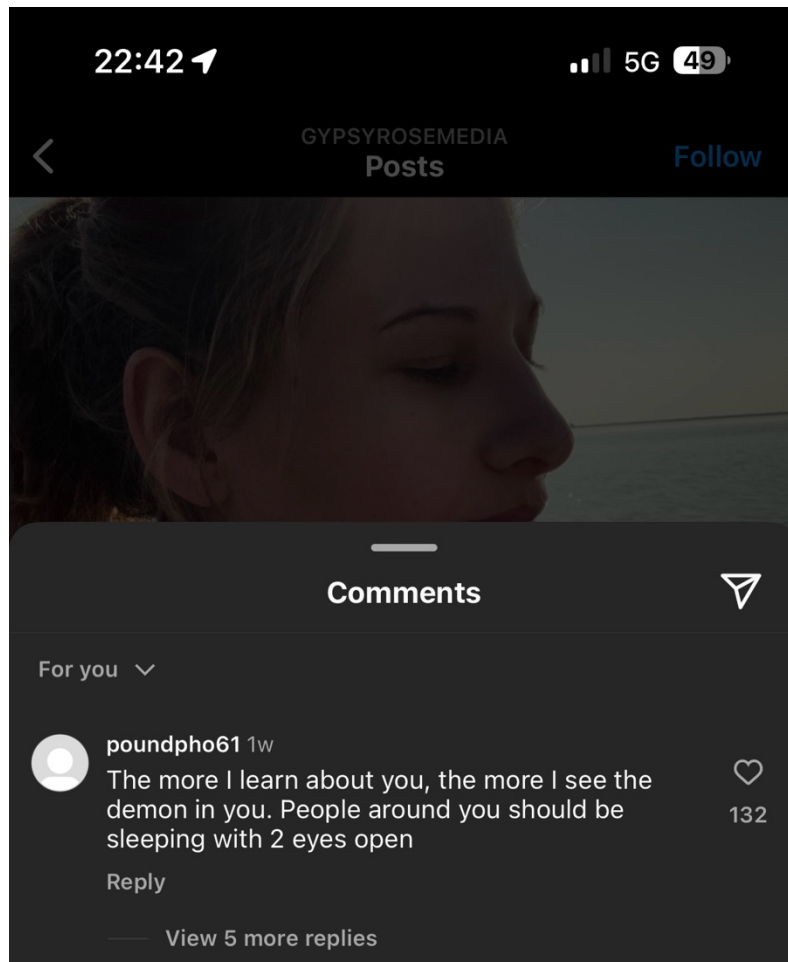 22:42
5G 49
GYPSYROSEMEDIA
Posts
Follow
Comments
For you
poundpho61 1w
The more I learn about you, the more I see the
demon in you. People around you should be
sleeping with 2 eyes open
132
Reply
View 5 more replies